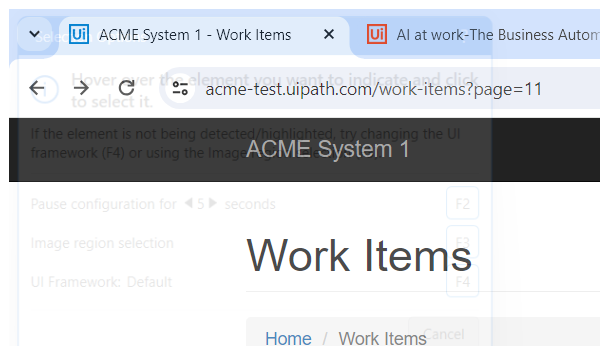 Ui ACME System 1 - Work Items
Ui AI at work-The Business Autom
Hover over the element you want to indicate and click
to select it.
acme-test.uipath.com/work-items?page=11
If the element is not being detected/highlighted, try changing the UI
framework (F4) or using the Image
ACME System 1
Pause configuration for 5 seconds F2
Image region selection F3
UI Framework: Default F4
Work Items
Home / Work Items
Cancel